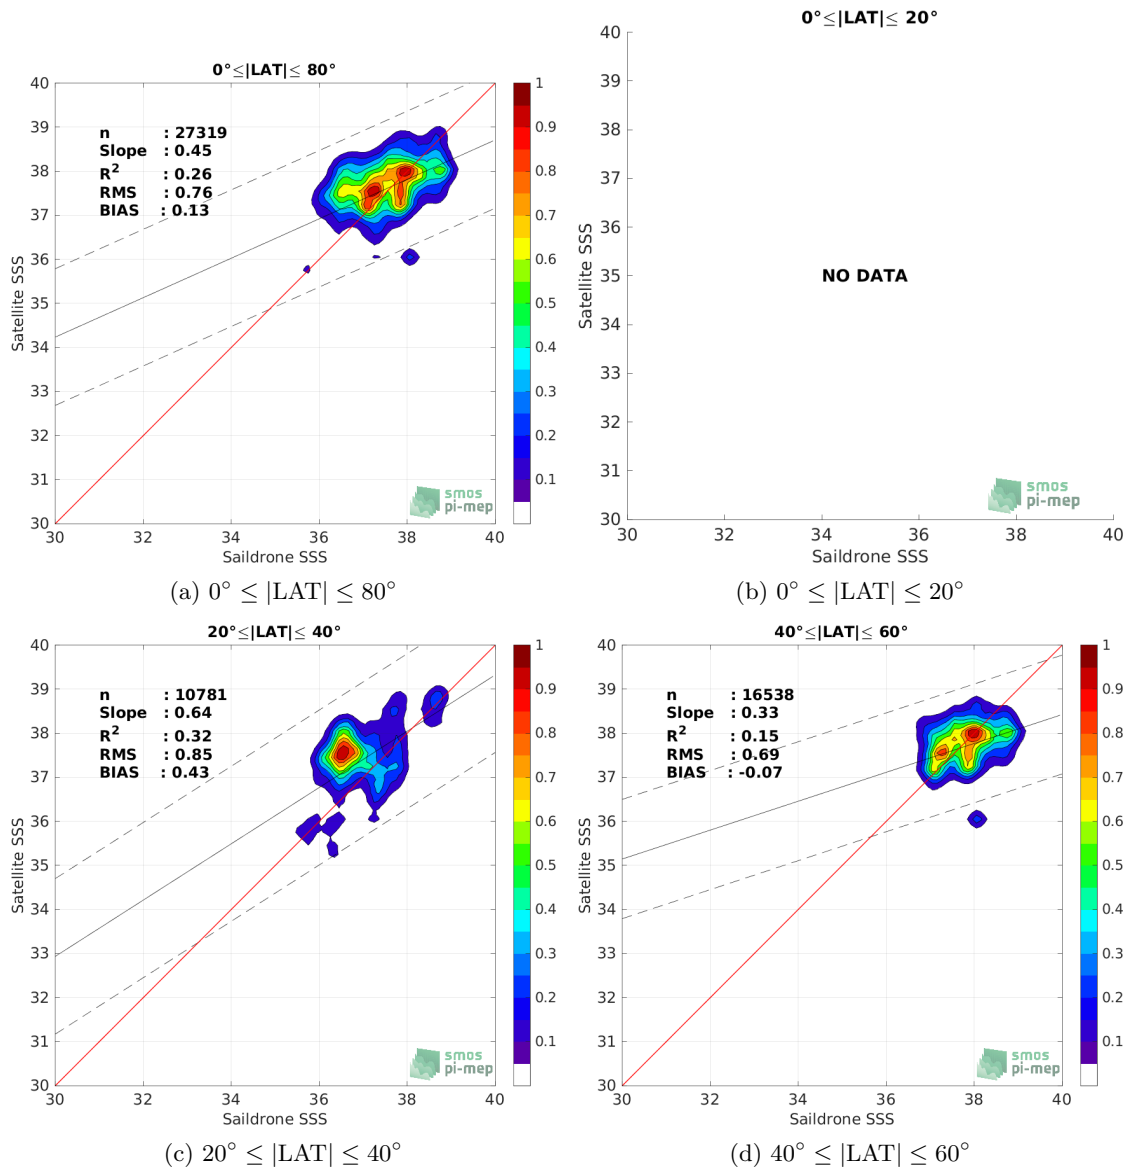 0°≤|LAT|≤ 80°
40
39
38
37
36
35
34
33
32
31
30
Satellite SSS
n : 27319
Slope : 0.45
R2 : 0.26
RMS : 0.76
BIAS : 0.13
smos
pi-mep
30 32 34 36 38 40
Saildrone SSS
1
0.9
0.8
0.7
0.6
0.5
0.4
0.3
0.2
0.1
(a) 0° ≤ |LAT| ≤ 80°
0°≤|LAT|≤ 20°
40
39
38
37
36
35
34
33
32
31
30
Satellite SSS
NO DATA
smos
pi-mep
30 32 34 36 38 40
Saildrone SSS
(b) 0° ≤ |LAT| ≤ 20°
20°≤|LAT|≤ 40°
40
39
38
37
36
35
34
33
32
31
30
Satellite SSS
n : 10781
Slope : 0.64
R2 : 0.32
RMS : 0.85
BIAS : 0.43
smos
pi-mep
30 32 34 36 38 40
Saildrone SSS
1
0.9
0.8
0.7
0.6
0.5
0.4
0.3
0.2
0.1
(c) 20° ≤ |LAT| ≤ 40°
40°≤|LAT|≤ 60°
40
39
38
37
36
35
34
33
32
31
30
Satellite SSS
n : 16538
Slope : 0.33
R2 : 0.15
RMS : 0.69
BIAS : -0.07
smos
pi-mep
30 32 34 36 38 40
Saildrone SSS
1
0.9
0.8
0.7
0.6
0.5
0.4
0.3
0.2
0.1
(d) 40° ≤ |LAT| ≤ 60°